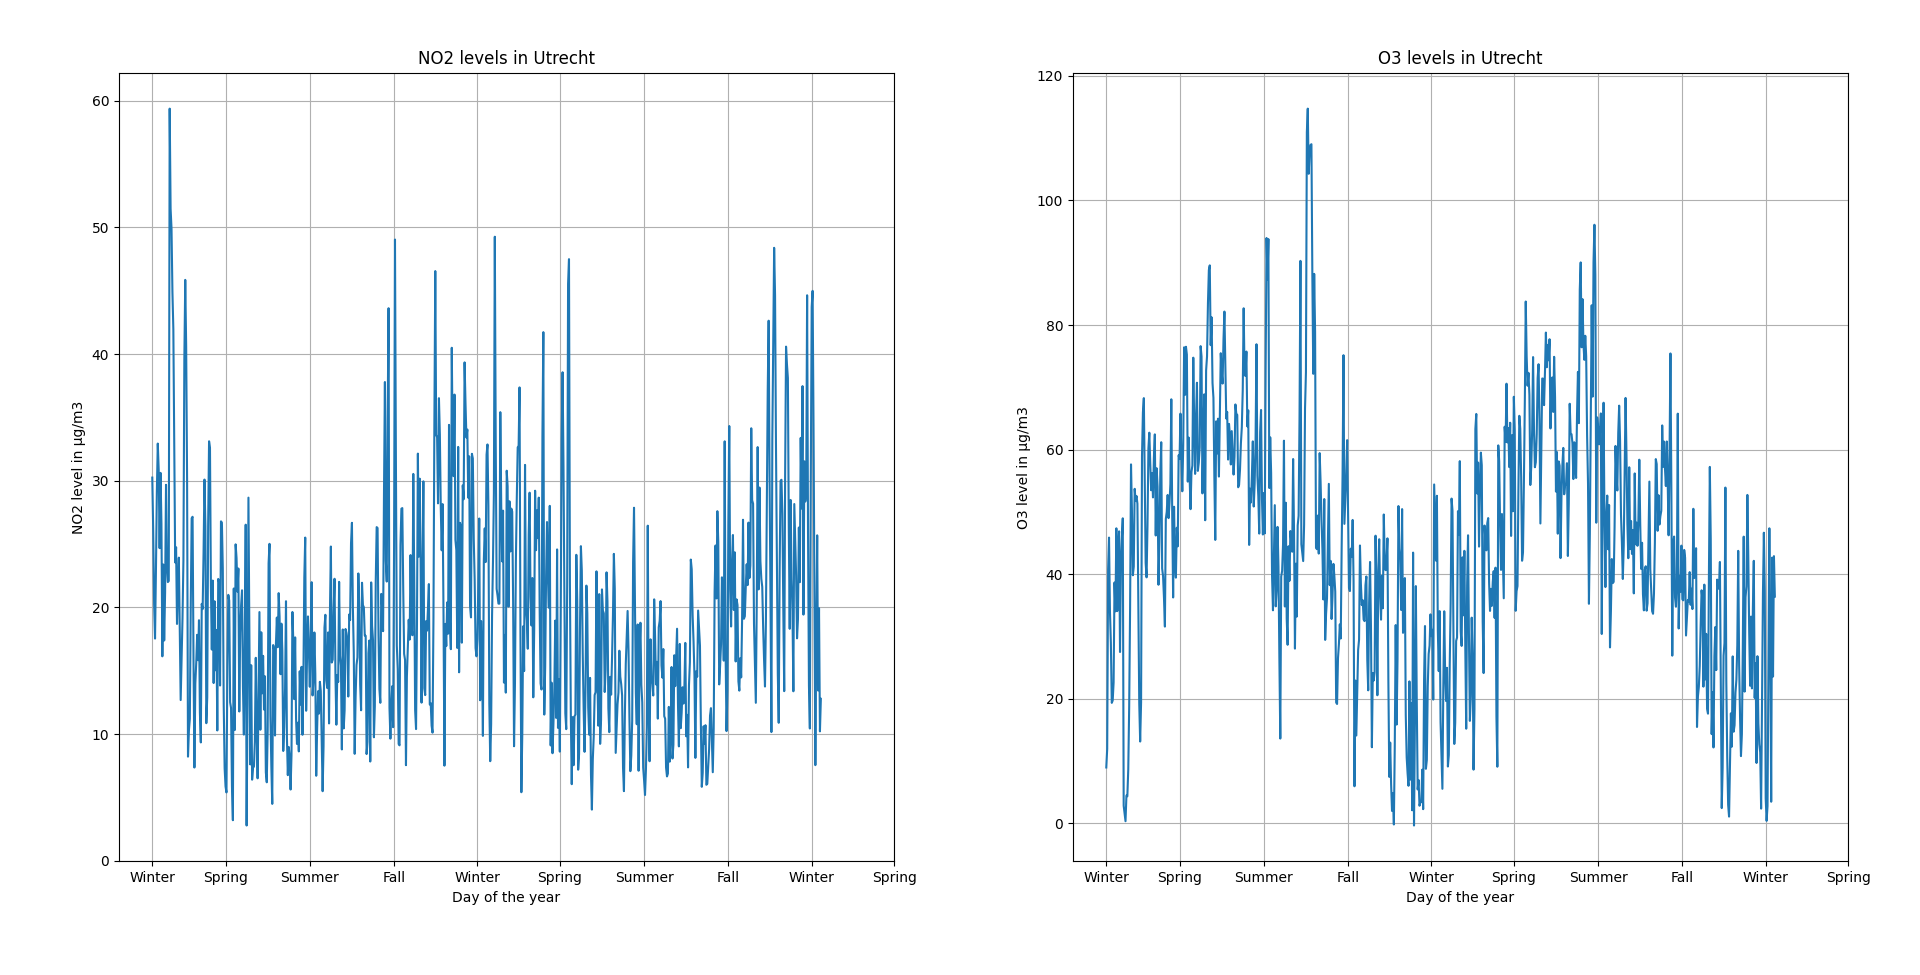 NO2 levels in Utrecht
60
50
40
30
20
10
0
NO2 level in µg/m3
Winter Spring Summer Fall Winter Spring Summer Fall Winter Spring
Day of the year
O3 levels in Utrecht
120
100
80
60
40
20
0
O3 level in µg/m3
Winter Spring Summer Fall Winter Spring Summer Fall Winter Spring
Day of the year